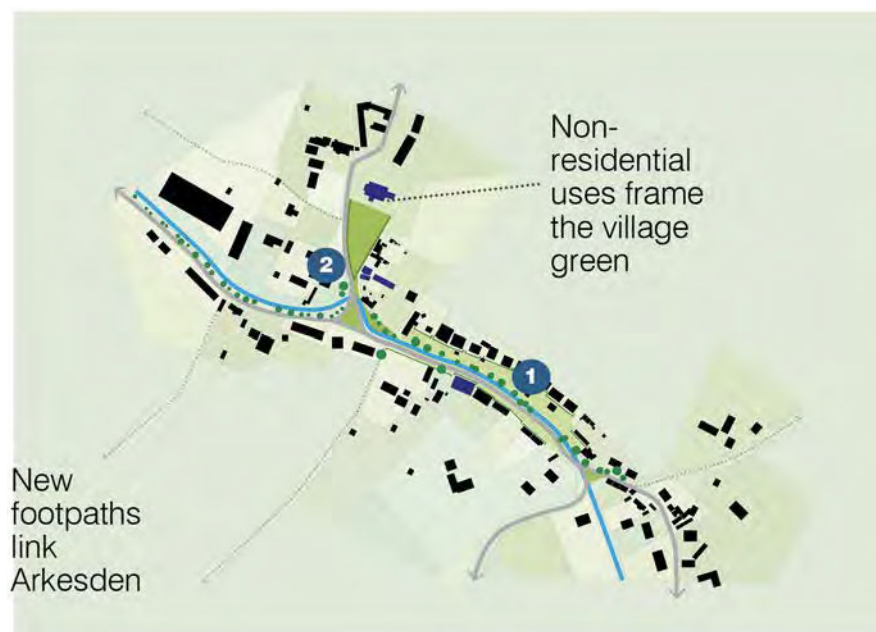 Non-
residential
uses frame
the village
green
2
1
New
footpaths
link
Arkesden